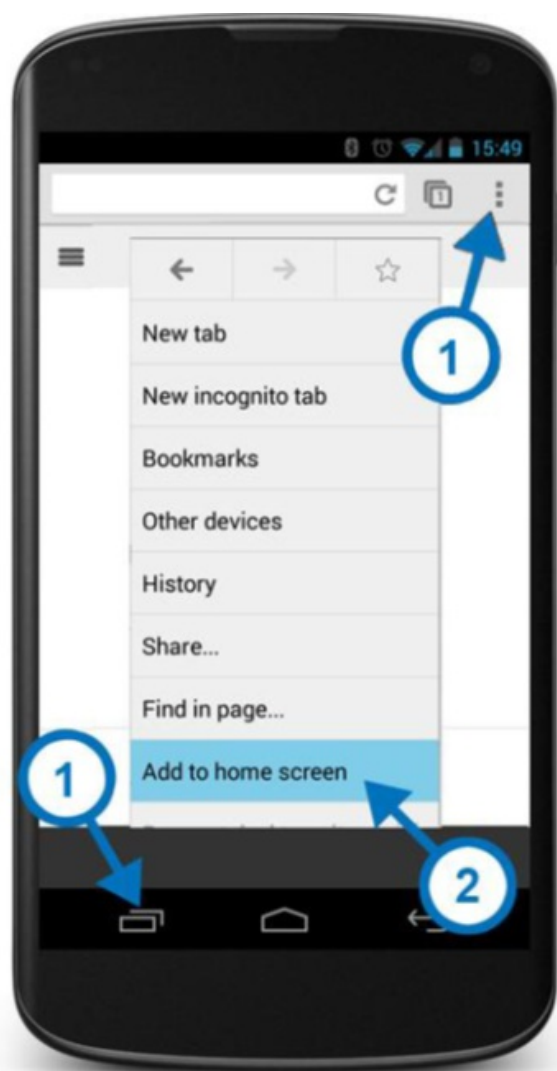 15:49
1
1
New tab
New incognito tab
Bookmarks
Other devices
History
Share...
Find in page...
Add to home screen
1
2